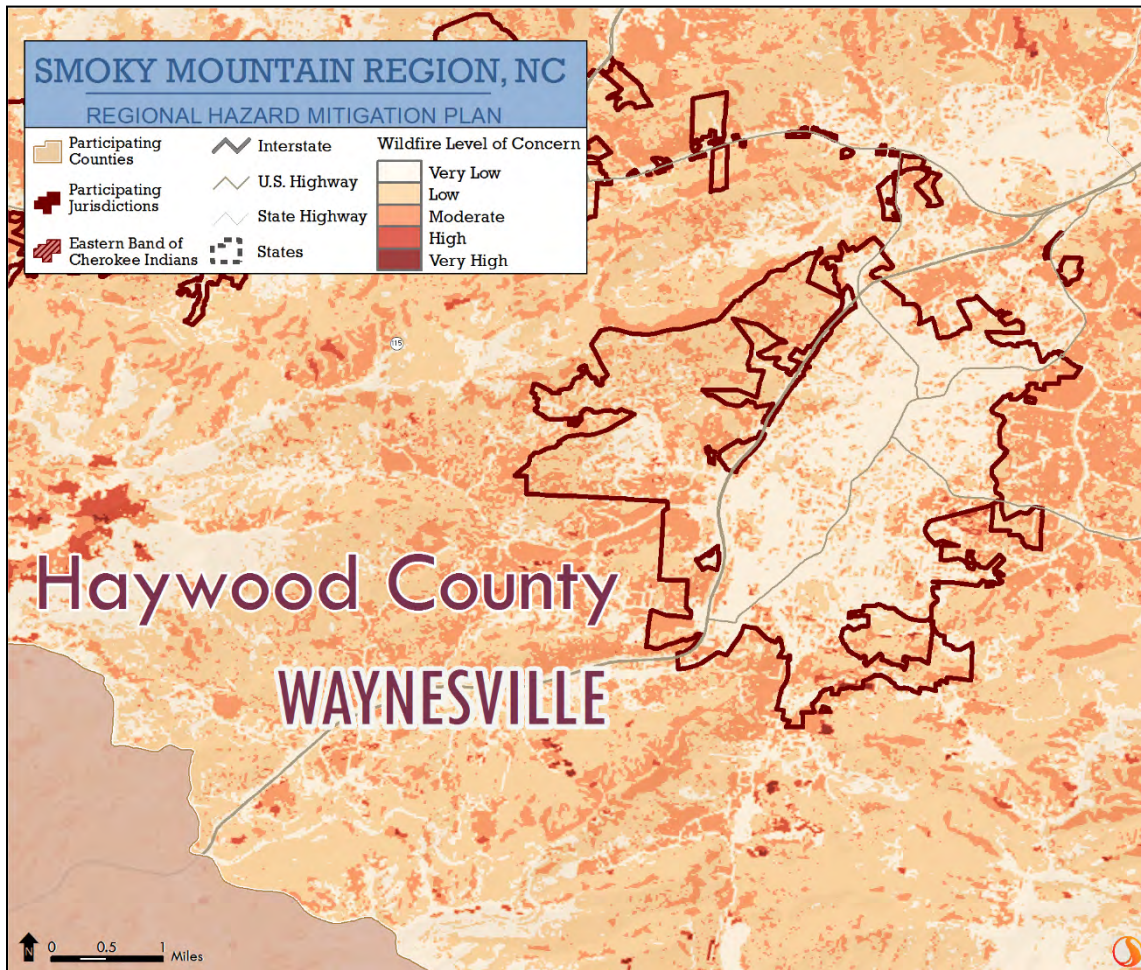 SMOKY MOUNTAIN REGION, NC
REGIONAL HAZARD MITIGATION PLAN
Participating
Counties
Participating
Jurisdictions
Eastern Band of
Cherokee Indians
Interstate
U.S. Highway
State Highway
States
Wildfire Level of Concern
Very Low
Low
Moderate
High
Very High
115
Haywood County
WAYNESVILLE
N
0 0.5 1
Miles